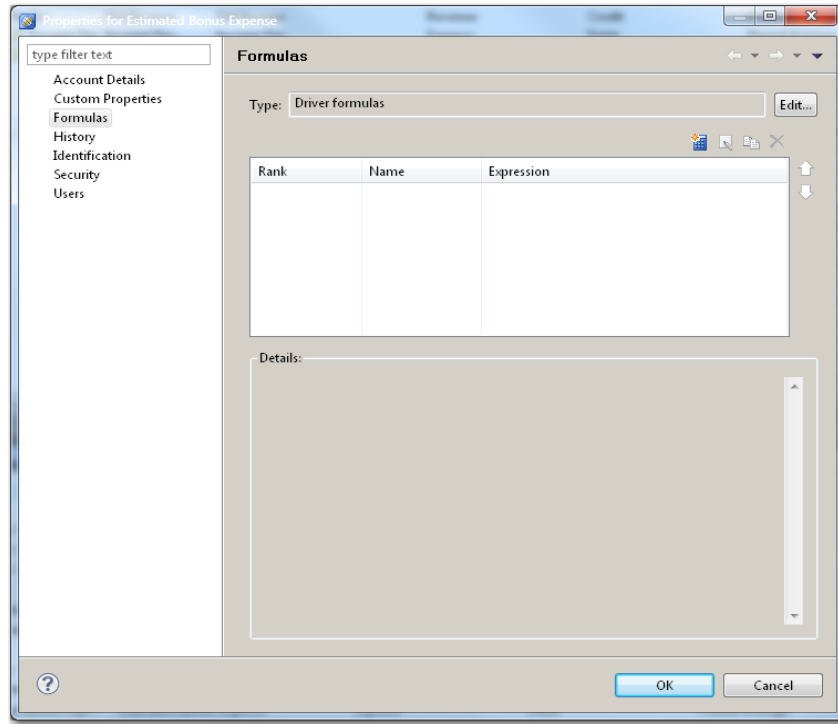 Properties for Estimated Bonus Expense
type filter text
Account Details
Custom Properties
Formulas
History
Identification
Security
Users
Formulas
Type: Driver formulas Edit...
Rank Name Expression
Details:
? OK Cancel